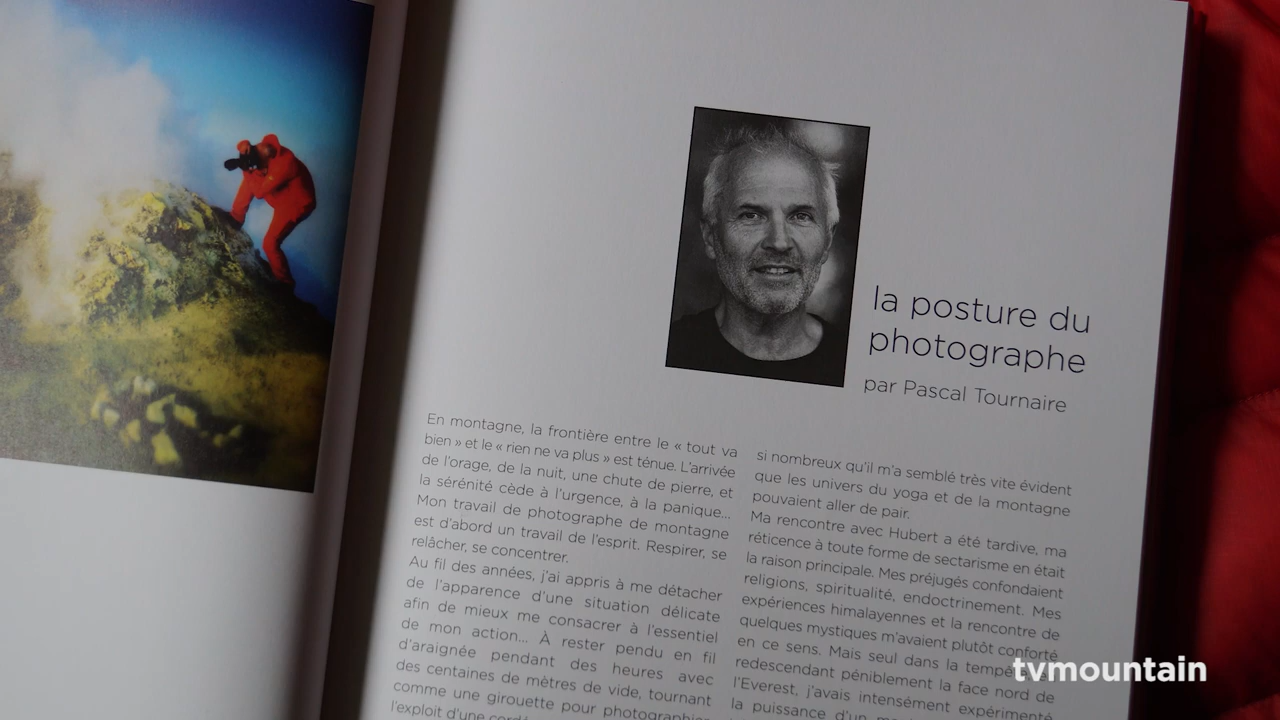 la posture du
photographe
par Pascal Tournaire
En montagne, la frontière entre le « tout va
bien » et le « rien ne va plus » est ténue. L'arrivée
de l'orage, de la nuit, une chute de pierre, et
la sérénité cède à l'urgence, à la panique...
Mon travail de photographe de montagne
est d'abord un travail de l'esprit. Respirer, se
relâcher, se concentrer.
Au fil des années, j'ai appris à me détacher
de l'apparence d'une situation délicate
afin de mieux me consacrer à l'essentiel
de mon action... À rester pendu en fil
d'araignée pendant des heures avec
des centaines de mètres de vide, tournant
comme une girouette pour photographier
l'exploit d'une
si nombreux qu'il m'a semblé très vite évident
que les univers du yoga et de la montagne
pouvaient aller de pair.
Ma rencontre avec Hubert a été tardive, ma
réticence à toute forme de sectarisme en était
la raison principale. Mes préjugés confondaient
religions, spiritualité, endoctrinement. Mes
expériences himalayennes et la rencontre de
quelques mystiques m'avaient plutôt conforté
en ce sens. Mais seul dans la
redescendant péniblement la face nord de
l'Everest, j'avais intensément expérimenté
la puissance d'un
tvmountain